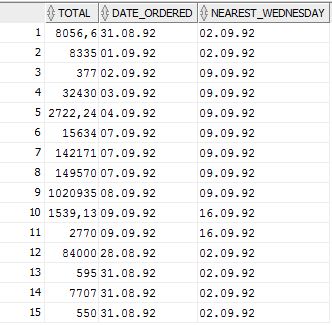 TOTAL DATE_ORDERED NEAREST_WEDNESDAY
1 8056,6 31.08.92 02.09.92
2 8335 01.09.92 02.09.92
3 377 02.09.92 09.09.92
4 32430 03.09.92 09.09.92
5 2722,24 04.09.92 09.09.92
6 15634 07.09.92 09.09.92
7 142171 07.09.92 09.09.92
8 149570 07.09.92 09.09.92
9 1020935 08.09.92 09.09.92
10 1539,13 09.09.92 16.09.92
11 2770 09.09.92 16.09.92
12 84000 28.08.92 02.09.92
13 595 31.08.92 02.09.92
14 7707 31.08.92 02.09.92
15 550 31.08.92 02.09.92